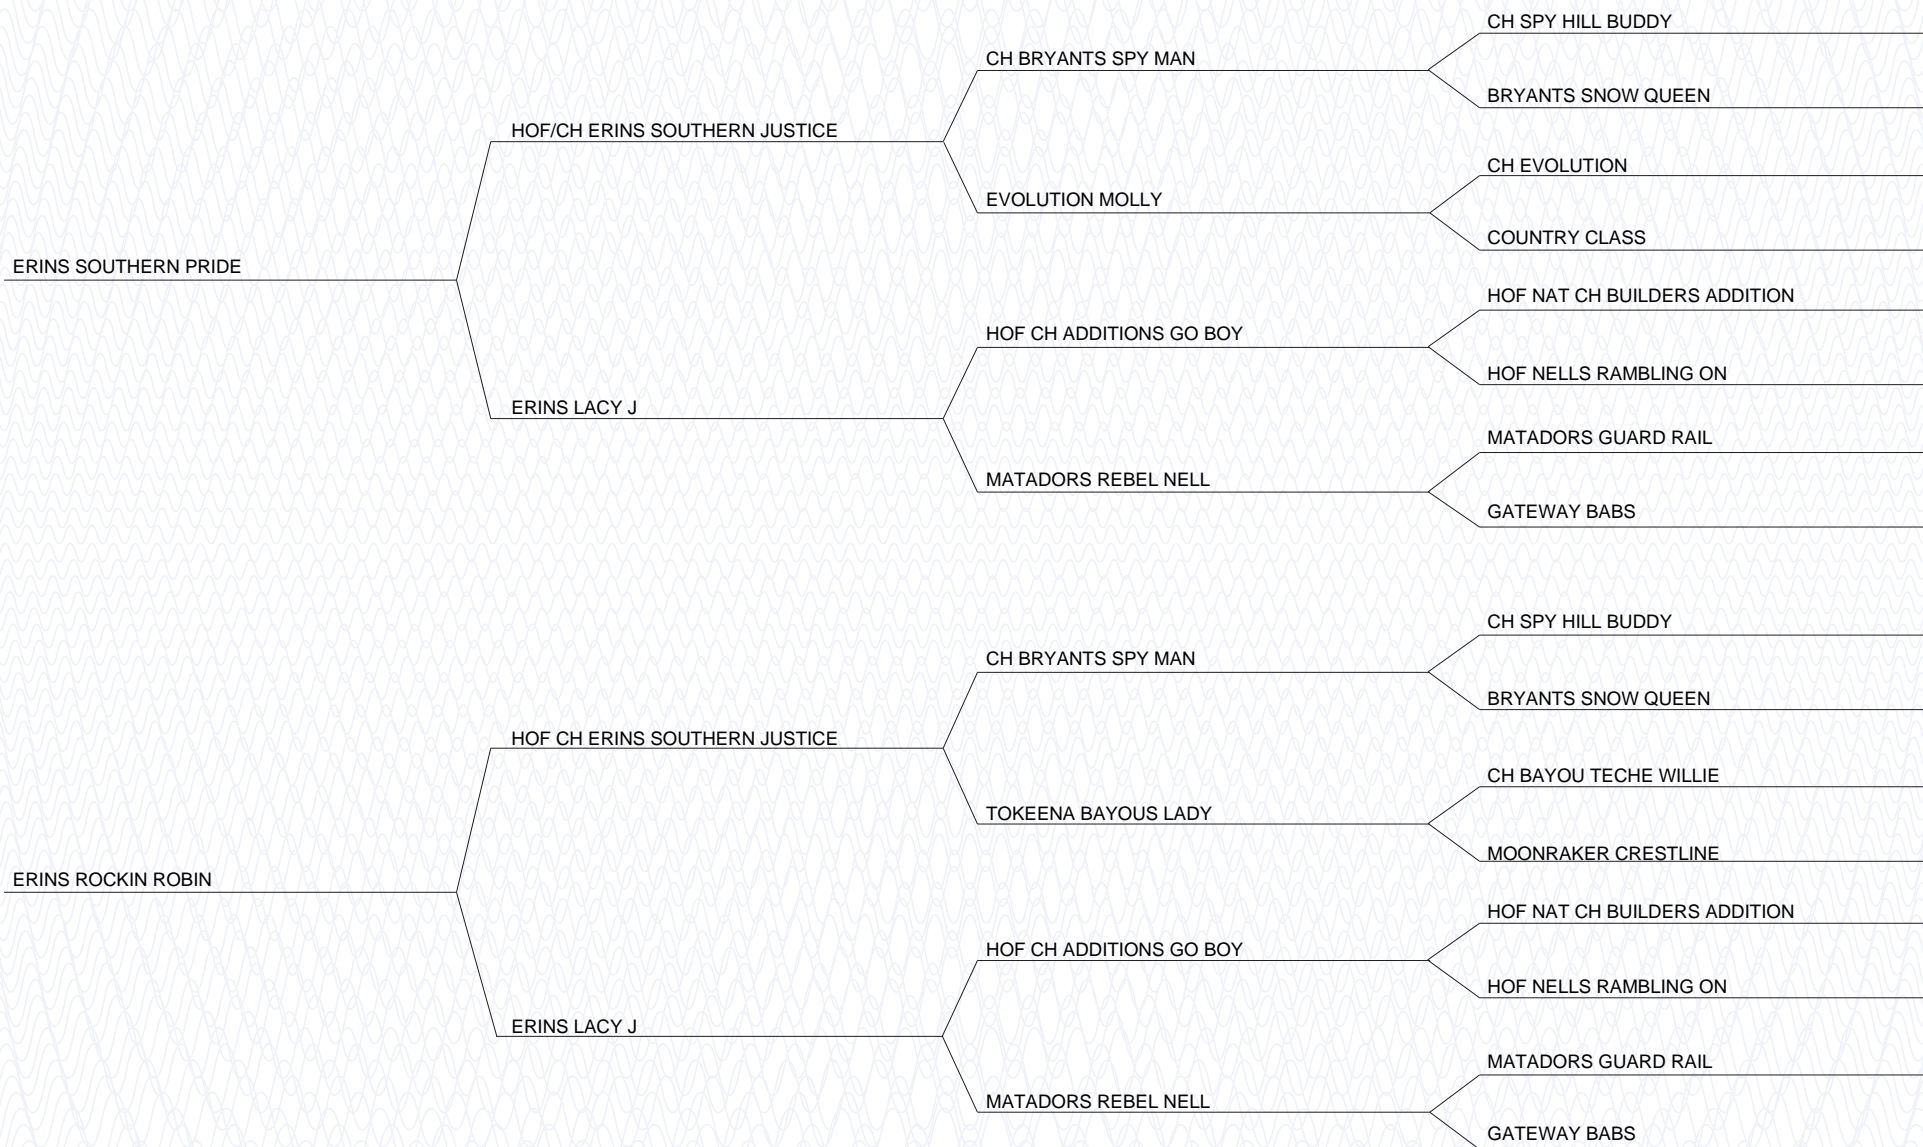 CH SPY HILL BUDDY
CH BRYANTS SPY MAN
BRYANTS SNOW QUEEN
HOF/CH ERINS SOUTHERN JUSTICE
CH EVOLUTION
EVOLUTION MOLLY
COUNTRY CLASS
ERINS SOUTHERN PRIDE
HOF NAT CH BUILDERS ADDITION
HOF CH ADDITIONS GO BOY
HOF NELLS RAMBLING ON
ERINS LACY J
MATADORS GUARD RAIL
MATADORS REBEL NELL
GATEWAY BABS
CH SPY HILL BUDDY
CH BRYANTS SPY MAN
BRYANTS SNOW QUEEN
HOF CH ERINS SOUTHERN JUSTICE
CH BAYOU TECHE WILLIE
TOKEENA BAYOUS LADY
MOONRAKER CRESTLINE
ERINS ROCKIN ROBIN
HOF NAT CH BUILDERS ADDITION
HOF CH ADDITIONS GO BOY
HOF NELLS RAMBLING ON
ERINS LACY J
MATADORS GUARD RAIL
MATADORS REBEL NELL
GATEWAY BABS